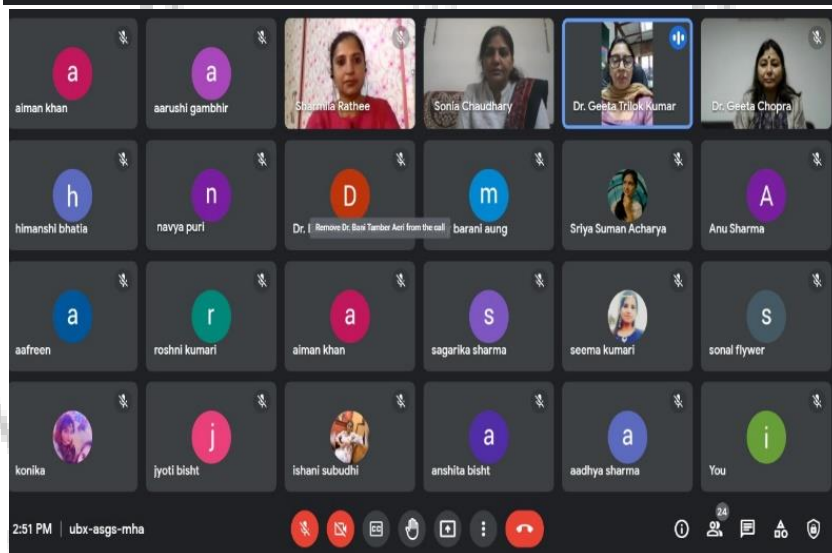 a
aiman khan
a
aarushi gambhir
Sharmila Rathee
Sonia Chaudhary
Dr. Geeta Trilok Kumar
Dr. Geeta Chopra
h
himanshi bhatia
n
navya puri
D
Dr.
Remove Dr. Bani Tamber Aeri from the call
m
barani aung
Sriya Suman Acharya
A
Anu Sharma
a
aafreen
r
roshni kumari
a
aiman khan
s
sagarika sharma
seema kumari
s
sonal flywer
konika
j
jyoti bisht
ishani subudhi
a
anshita bisht
a
aadhya sharma
i
You
2:51 PM | ubx-asgs-mha
CC
24